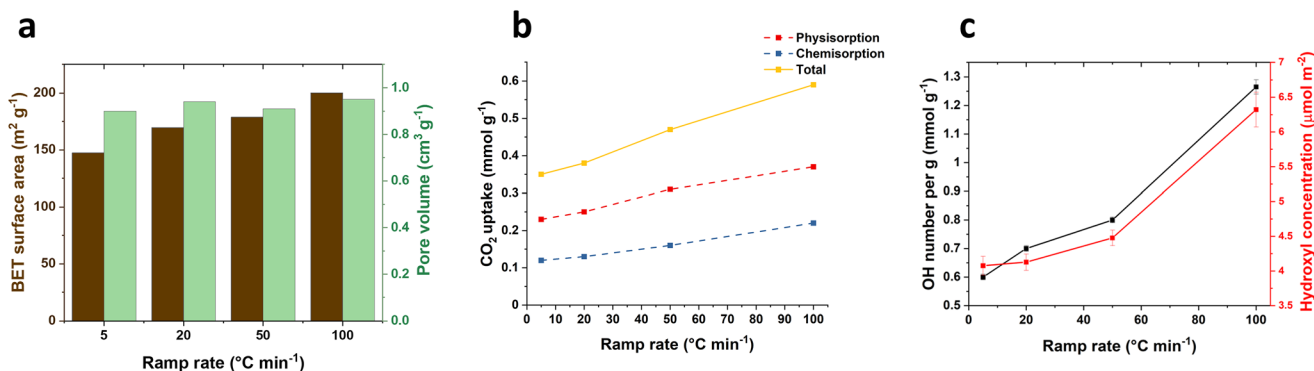 a
BET surface area (m² g⁻¹)
200
150
100
50
0
5
20
50
100
Ramp rate (°C min⁻¹)
1.0
0.8
0.6
0.4
0.2
0.0
Pore volume (cm³ g⁻¹)
b
Physisorption
Chemisorption
Total
CO₂ uptake (mmol g⁻¹)
0.6
0.5
0.4
0.3
0.2
0.1
0
0 10 20 30 40 50 60 70 80 90 100
Ramp rate (°C min⁻¹)
c
OH number per g (mmol g⁻¹)
1.3
1.2
1.1
1
0.9
0.8
0.7
0.6
0.5
0 20 40 60 80 100
Ramp rate (°C min⁻¹)
7
6.5
6
5.5
5
4.5
4
3.5
Hydroxyl concentration (μmol m⁻²)